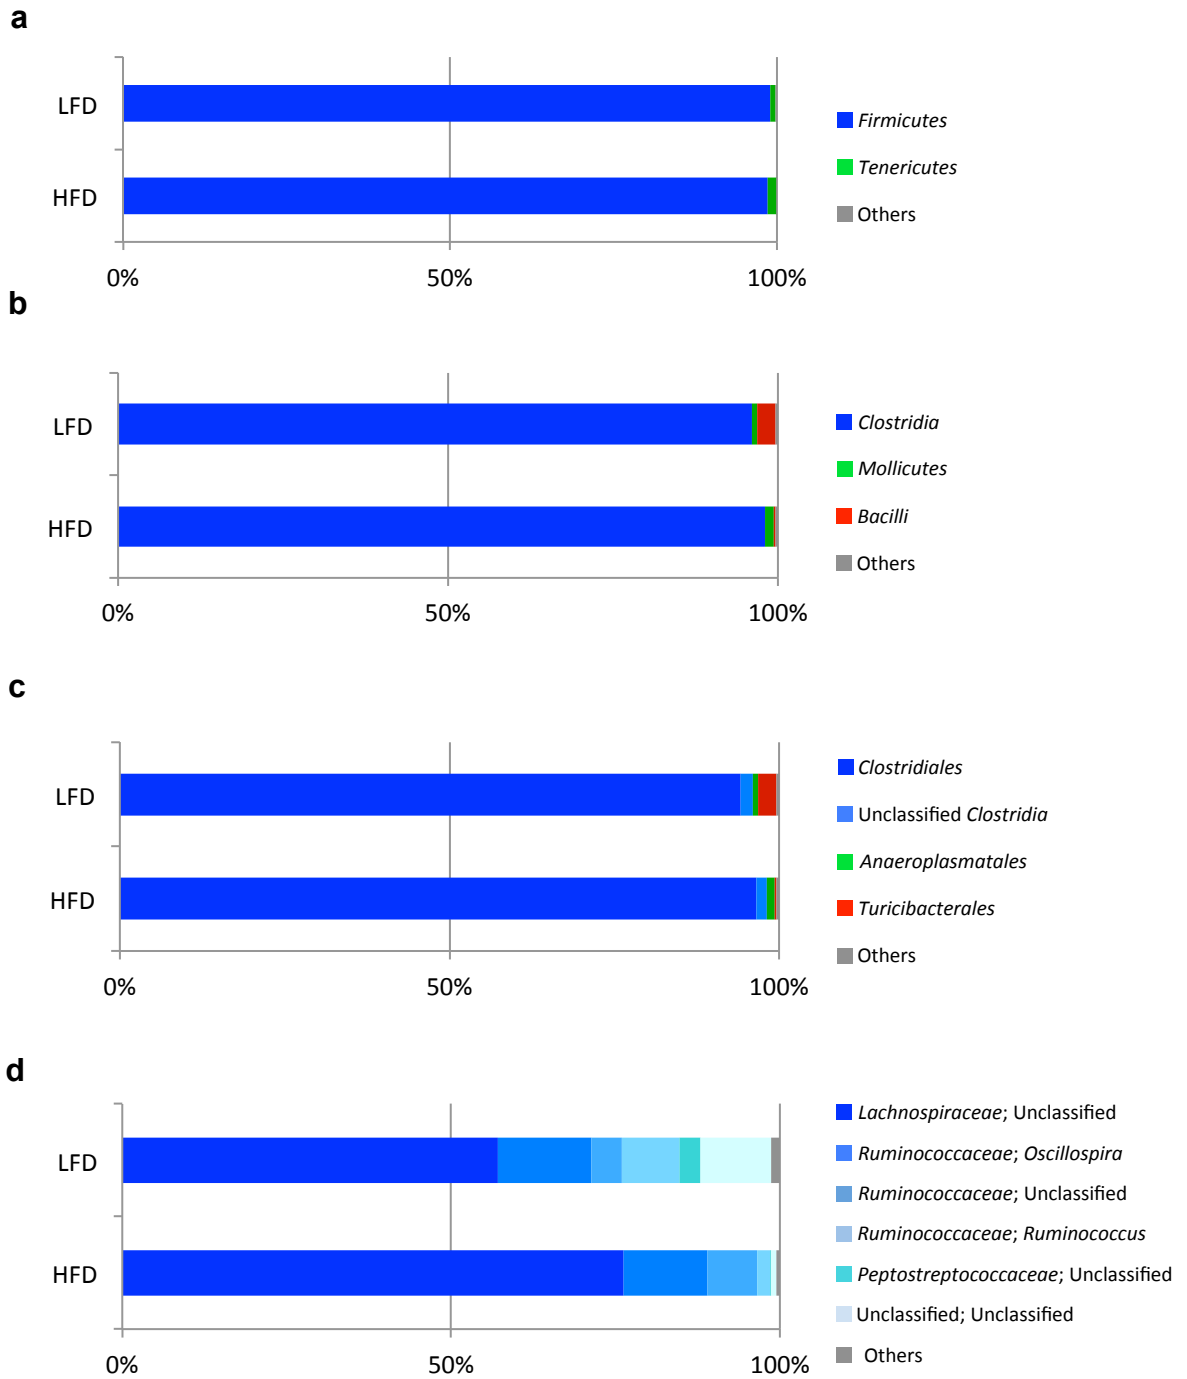 a
LFD
HFD
0% 50% 100%
Firmicutes
Tenericutes
Others
b
LFD
HFD
0% 50% 100%
Clostridia
Mollicutes
Bacilli
Others
c
LFD
HFD
0% 50% 100%
Clostridiales
Unclassified Clostridia
Anaeroplasmatales
Turicibacterales
Others
d
LFD
HFD
0% 50% 100%
Lachnospiraceae; Unclassified
Ruminococcaceae; Oscillospira
Ruminococcaceae; Unclassified
Ruminococcaceae; Ruminococcus
Peptostreptococcaceae; Unclassified
Unclassified; Unclassified
Others